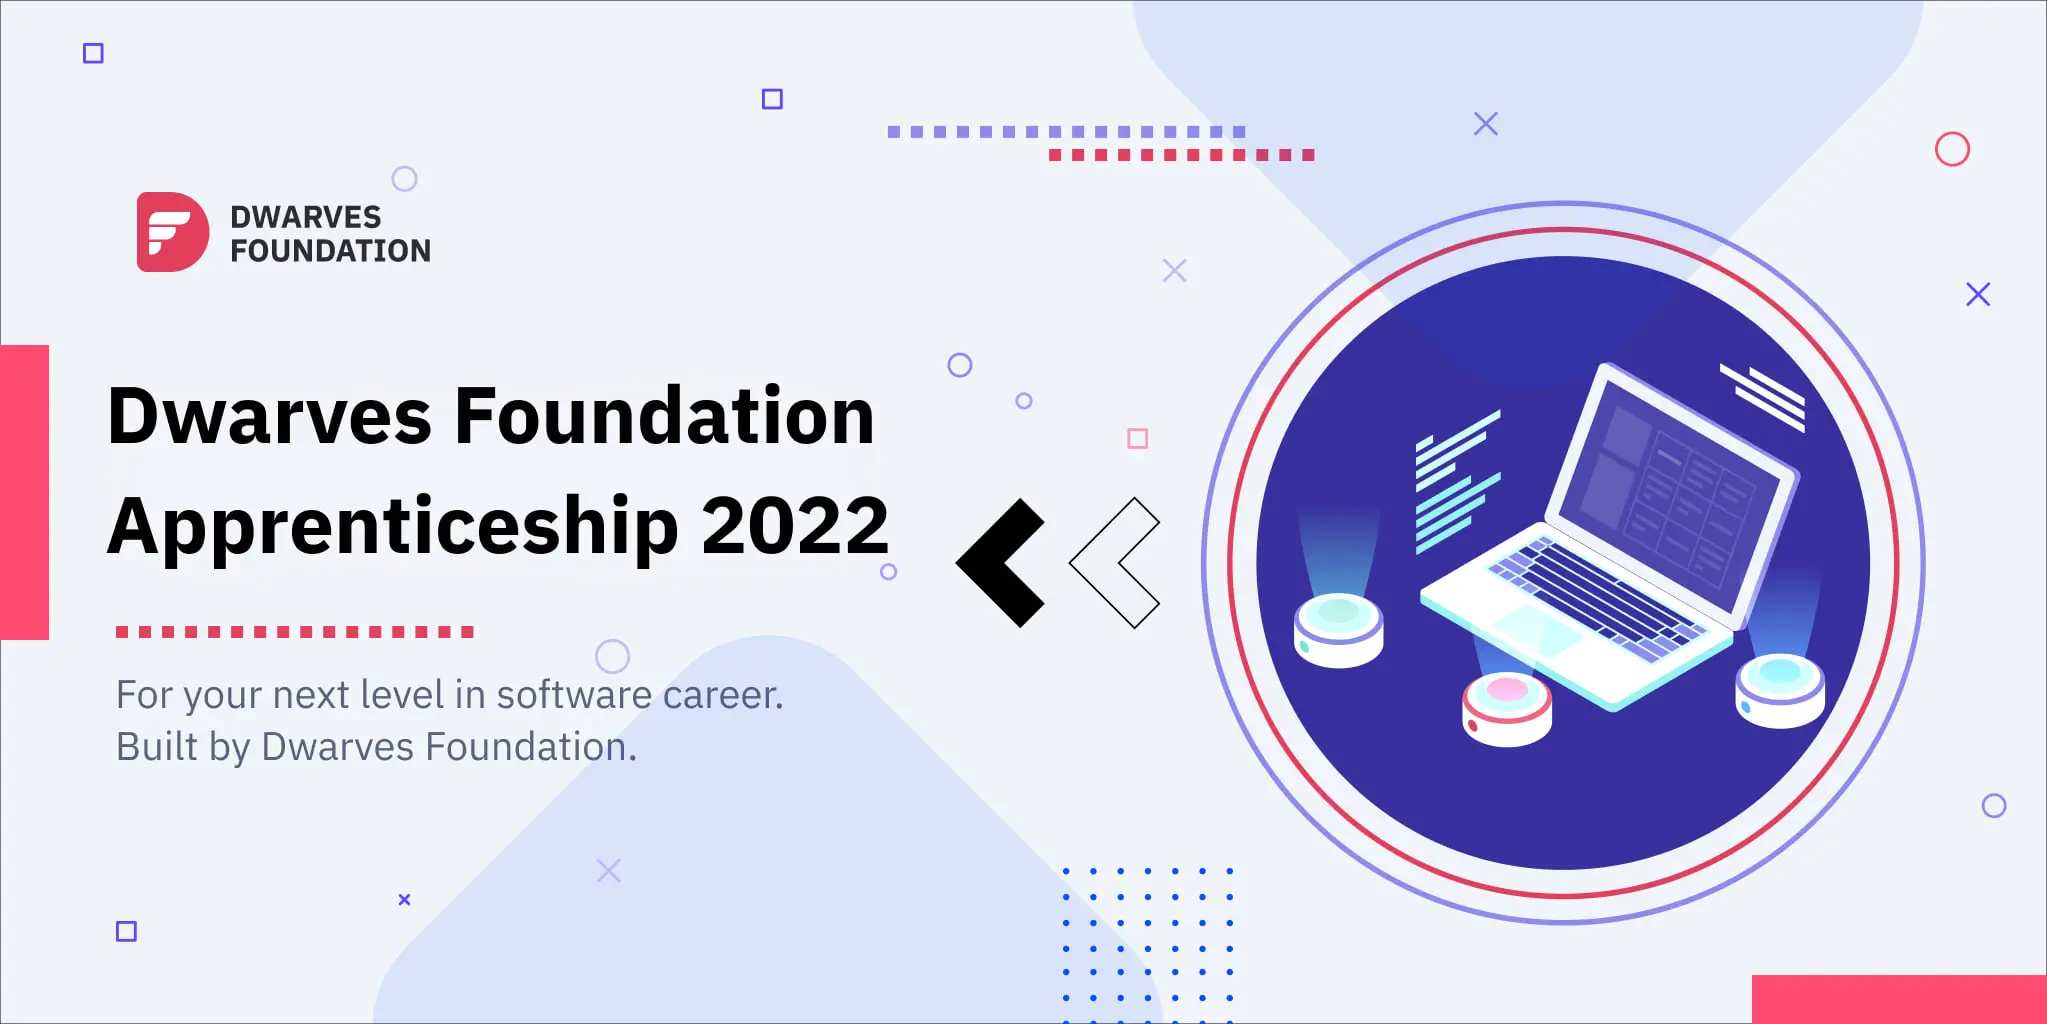 DWARVES
FOUNDATION
Dwarves Foundation
Apprenticeship 2022
For your next level in software career.
Built by Dwarves Foundation.